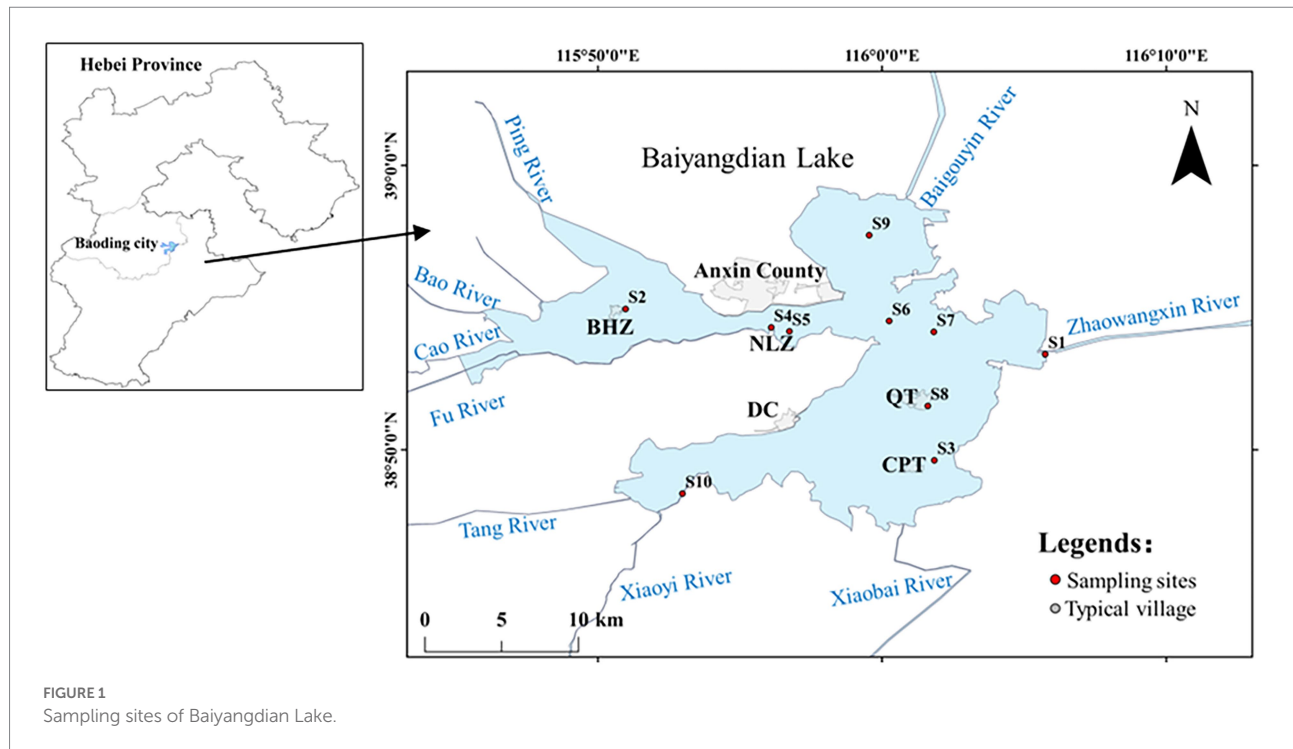 Hebei Province
Baoding city
115°50'0"E
116°0'0"E
116°10'0"E
39°0'0"N
38°50'0"N
N
Baiyangdian Lake
Ping River
Baigouyin River
S9
Anxin County
Bao River
S2
BHZ
S4
S5
NLZ
S6
S7
Zhaowangxin River
S1
Cao River
Fu River
DC
QT
S8
CPT
S3
S10
Tang River
Xiaoyi River
Xiaobai River
Legends:
Sampling sites
Typical village
0 5 10 km
FIGURE 1
Sampling sites of Baiyangdian Lake.